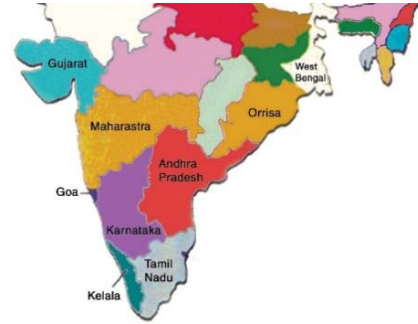 Gujarat
West
Bengal
Maharastra
Orrisa
Andhra
Pradesh
Goa
Karnataka
Tamil
Nadu
Kelala